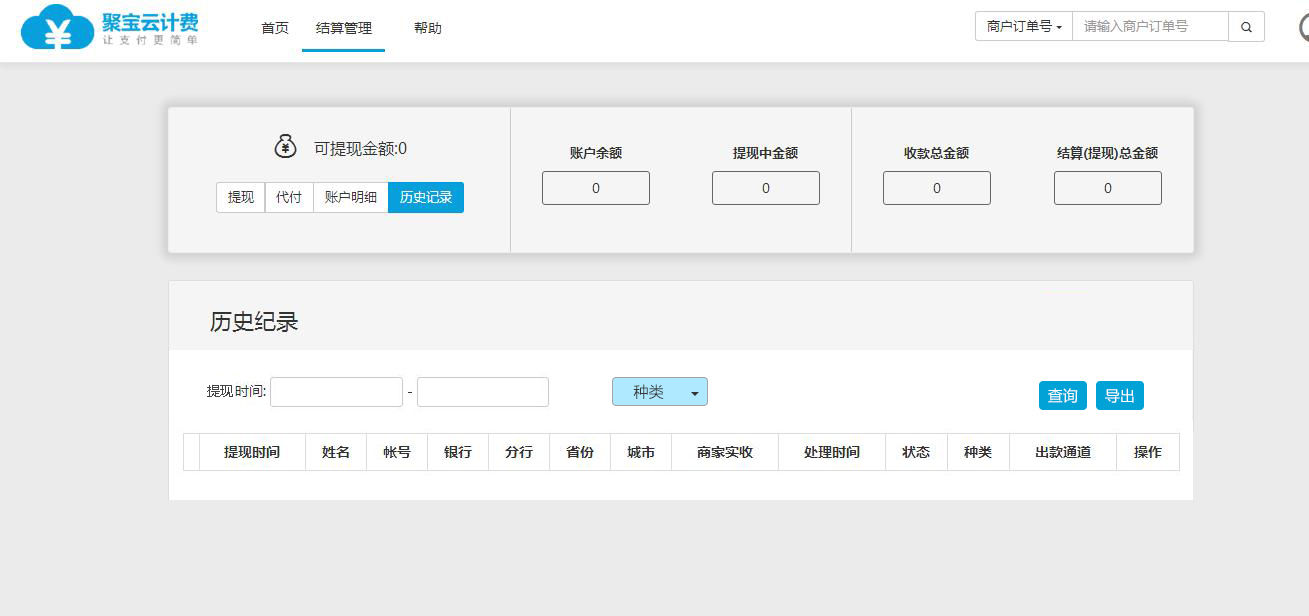 聚宝云计费
让支付更简单
首页 结算管理 帮助
商户订单号 请输入商户订单号
可提现金额:0
提现 代付 账户明细 历史记录
账户余额 提现中金额 收款总金额 结算(提现)总金额
0 0 0 0
历史纪录
提现时间: - 种类 查询 导出
提现时间 姓名 帐号 银行 分行 省份 城市 商家实收 处理时间 状态 种类 出款通道 操作